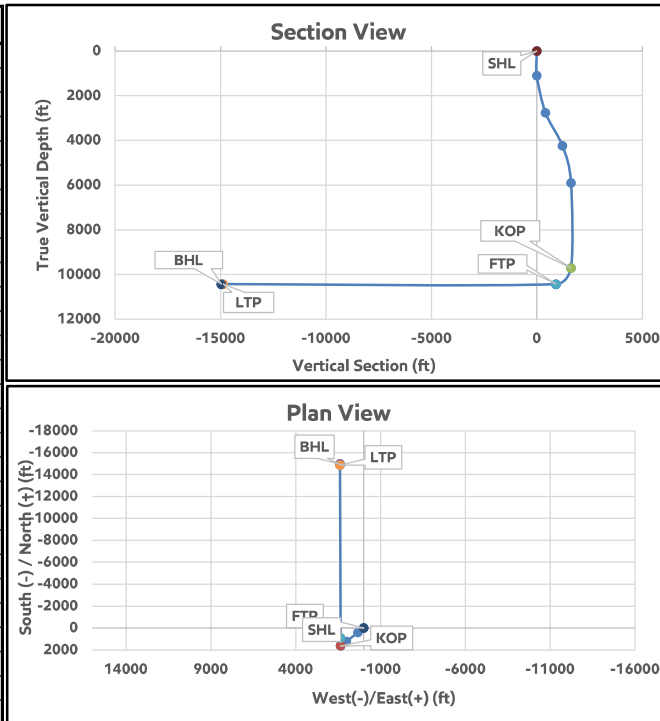 Section View
0
SHL
2000
4000
6000
8000
KOP
FTP
BHL
10000
LTP
12000
True Vertical Depth (ft)
-20000 -15000 -10000 -5000 0 5000
Vertical Section (ft)
Plan View
-18000
-16000
BHL
LTP
-14000
-12000
-10000
-8000
-6000
-4000
-2000
FTP
0
SHL
KOP
2000
South (-) / North (+) (ft)
14000 9000 4000 -1000 -6000 -11000 -16000
West(-)/East(+) (ft)